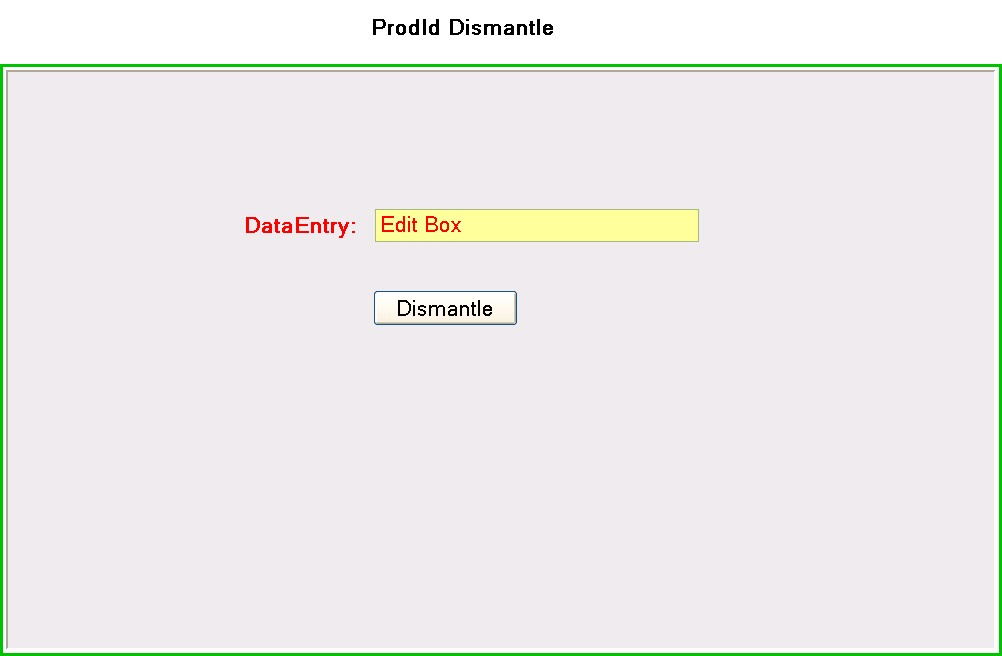 ProdId Dismantle
DataEntry: Edit Box
Dismantle